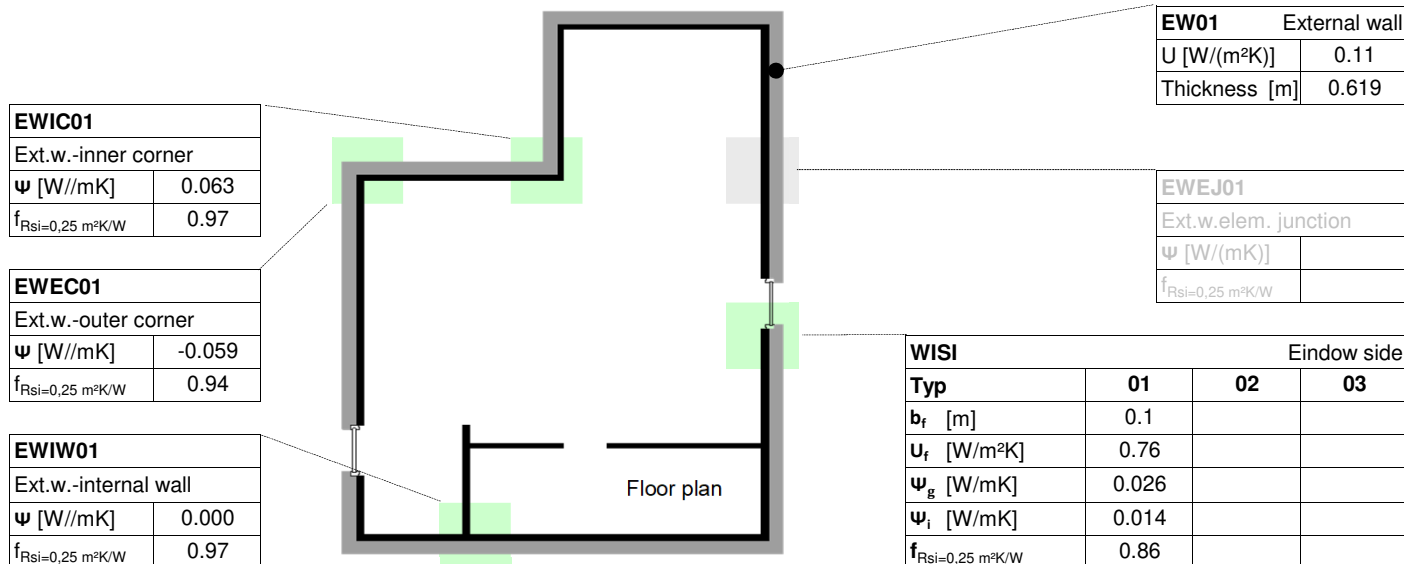 EW01 External wall
U [W/(m²K)] 0.11
Thickness [m] 0.619
EWIC01
Ext.w.-inner corner
Ψ [W//mK] 0.063
fRsi=0,25 m²K/W 0.97
EWEJ01
Ext.w.elem. junction
Ψ [W/(mK)]
fRsi=0,25 m²K/W
EWEC01
Ext.w.-outer corner
Ψ [W//mK] -0.059
fRsi=0,25 m²K/W 0.94
WISI Eindow side
Typ 01 02 03
bf [m] 0.1
Uf [W/m²K] 0.76
Ψg [W/mK] 0.026
Ψi [W/mK] 0.014
fRsi=0,25 m²K/W 0.86
EWIW01
Ext.w.-internal wall
Ψ [W//mK] 0.000
fRsi=0,25 m²K/W 0.97
Floor plan